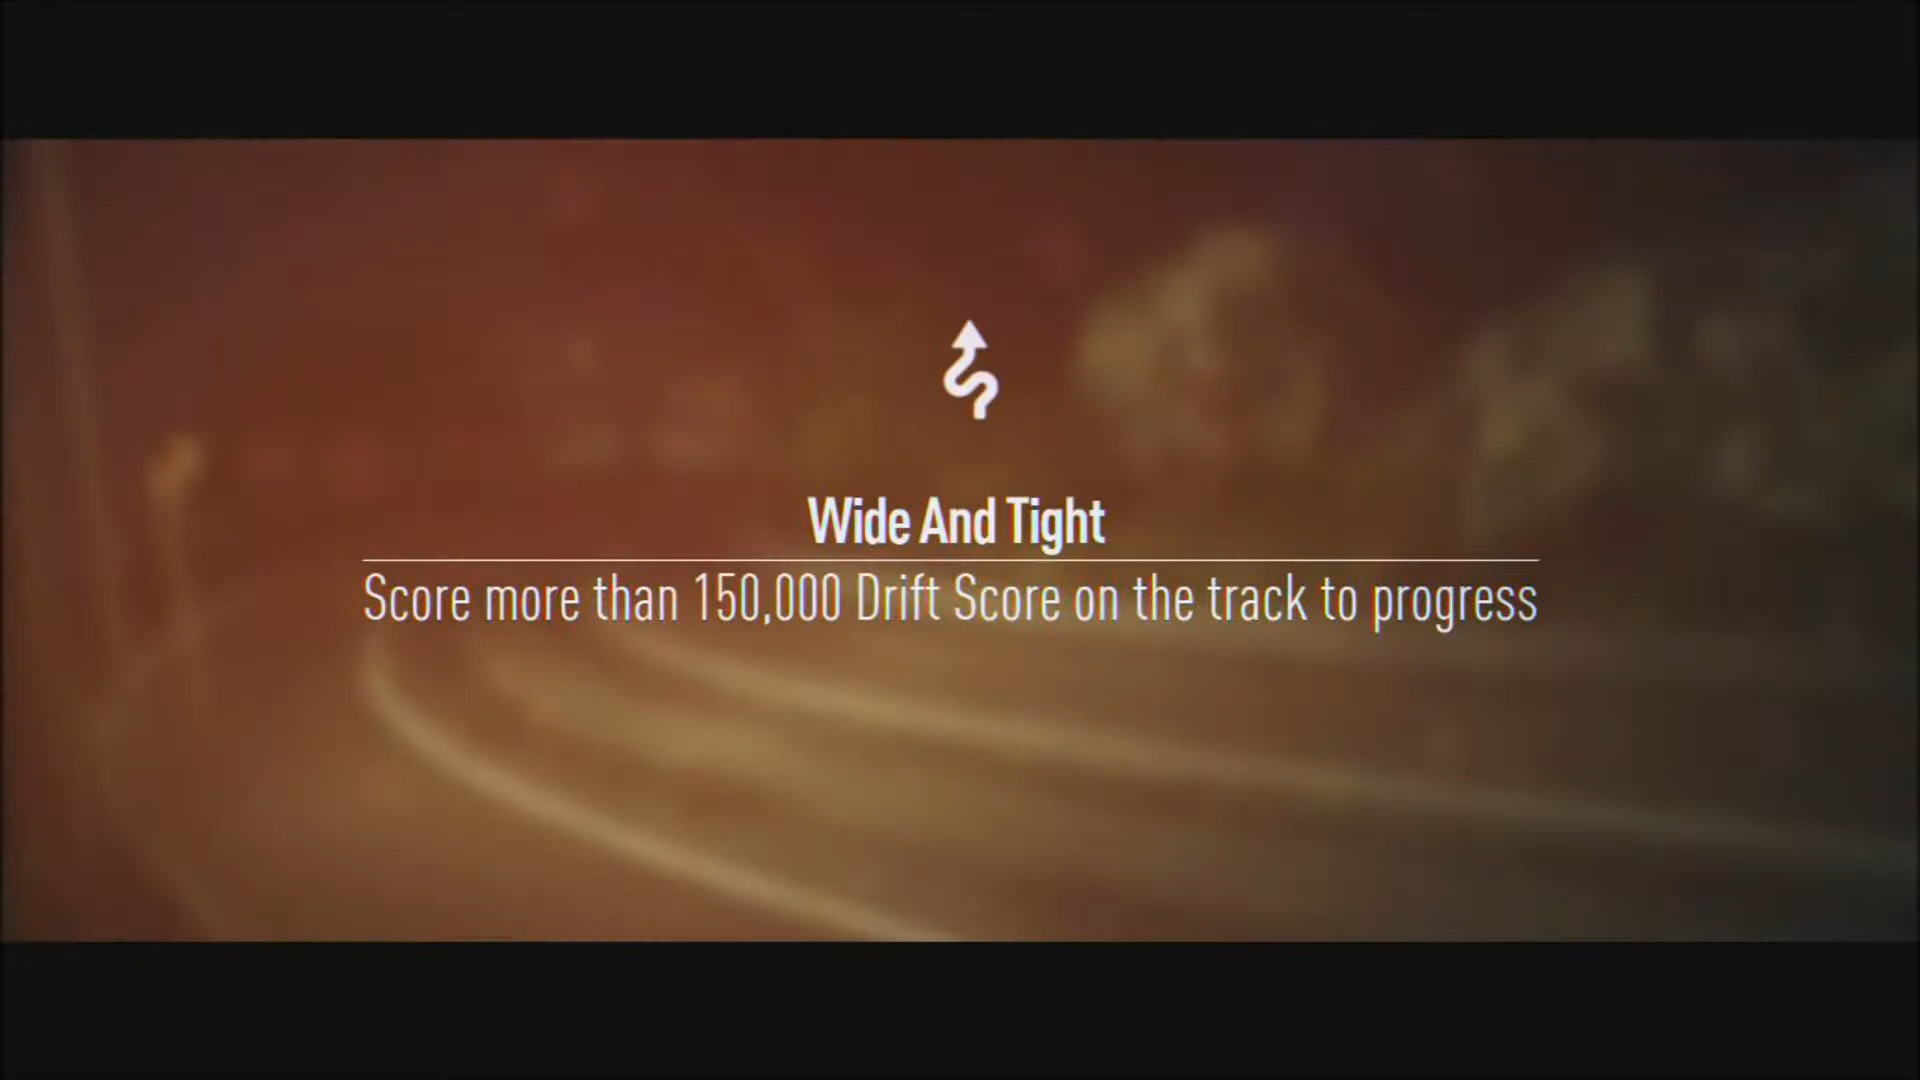 Wide And Tight
Score more than 150,000 Drift Score on the track to progress